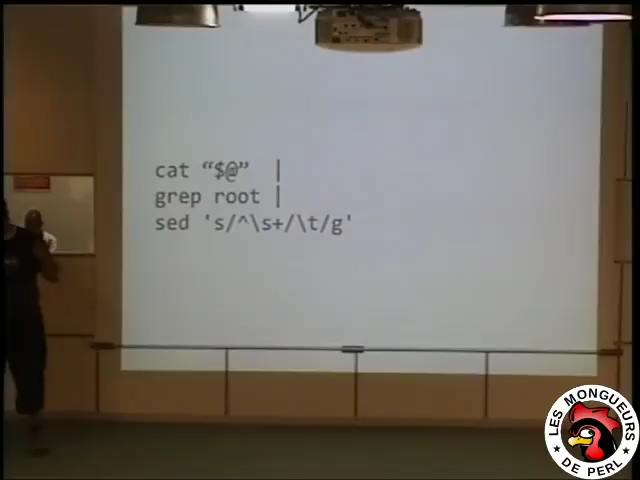 cat “$@” |
grep root |
sed 's/^\s+/\t/g'
LES MONGUEURS
★ DE PERL ★